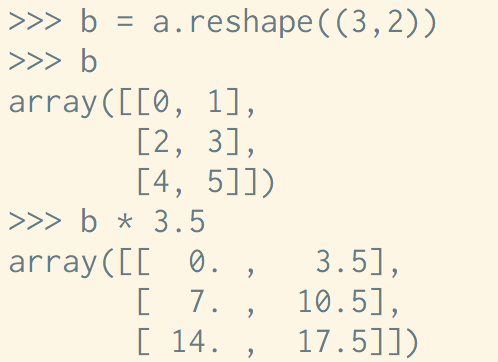 >>> b = a.reshape((3,2))
>>> b
array([[0, 1],
       [2, 3],
       [4, 5]])
>>> b * 3.5
array([[  0. ,   3.5],
       [  7. ,  10.5],
       [ 14. ,  17.5]])